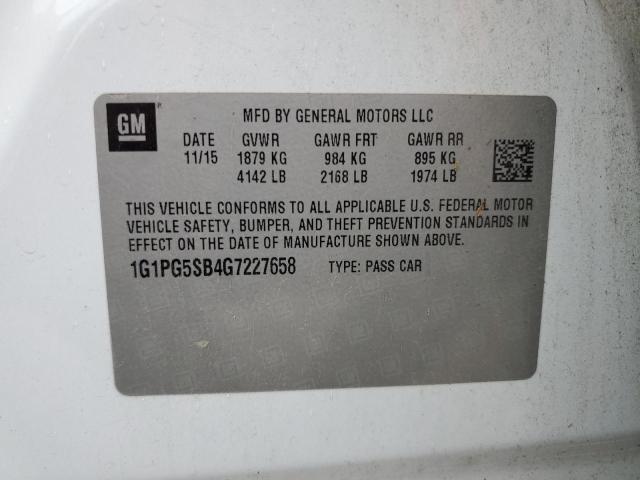 GM
MFD BY GENERAL MOTORS LLC
DATE GVWR GAWR FRT GAWR RR
11/15 1879 KG 984 KG 895 KG
4142 LB 2168 LB 1974 LB
THIS VEHICLE CONFORMS TO ALL APPLICABLE U.S. FEDERAL MOTOR
VEHICLE SAFETY, BUMPER, AND THEFT PREVENTION STANDARDS IN
EFFECT ON THE DATE OF MANUFACTURE SHOWN ABOVE.
1G1PG5SB4G7227658 TYPE: PASS CAR